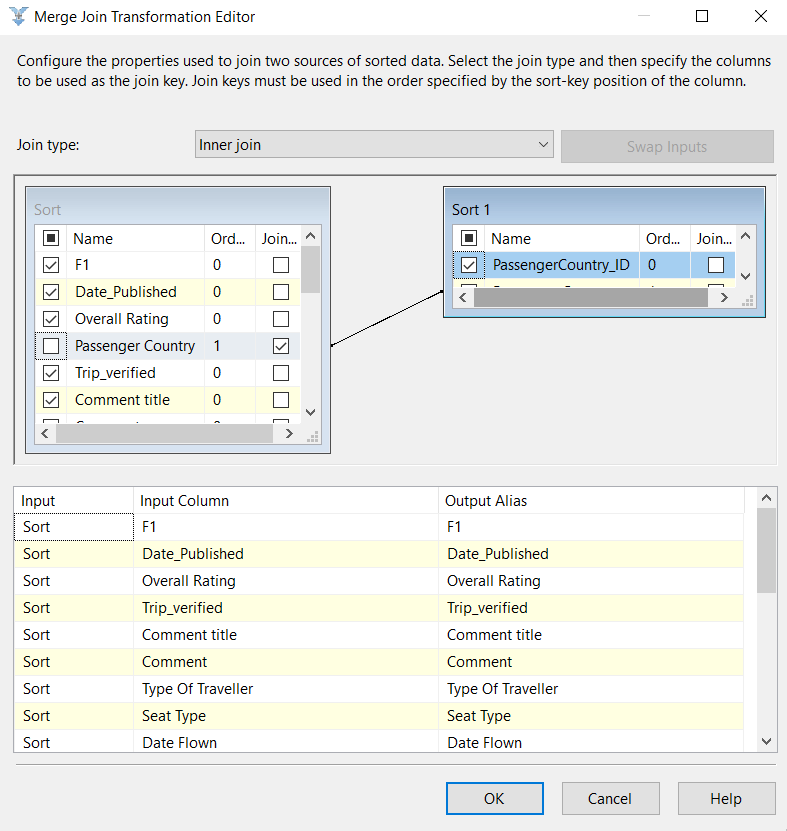 Merge Join Transformation Editor
Configure the properties used to join two sources of sorted data. Select the join type and then specify the columns
to be used as the join key. Join keys must be used in the order specified by the sort-key position of the column.
Join type:
Inner join
Swap Inputs
Sort
Name Ord... Join...
F1 0
Date_Published 0
Overall Rating 0
Passenger Country 1
Trip_verified 0
Comment title 0
Sort 1
Name Ord... Join...
PassengerCountry_ID 0
Input Input Column Output Alias
Sort F1 F1
Sort Date_Published Date_Published
Sort Overall Rating Overall Rating
Sort Trip_verified Trip_verified
Sort Comment title Comment title
Sort Comment Comment
Sort Type Of Traveller Type Of Traveller
Sort Seat Type Seat Type
Sort Date Flown Date Flown
OK Cancel Help